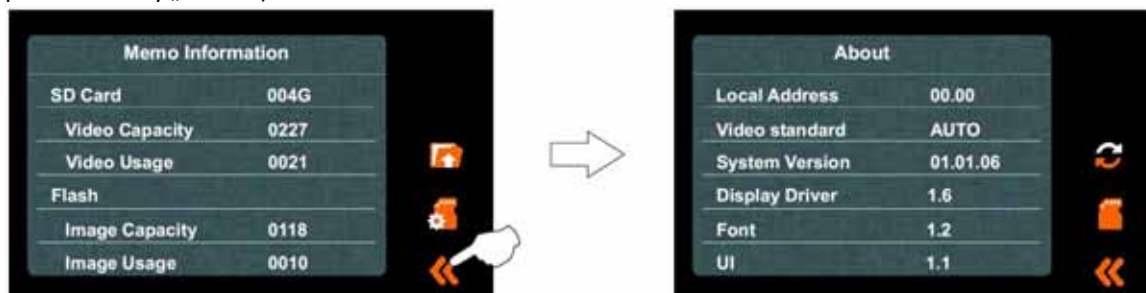 Memo Information
SD Card 004G
Video Capacity 0227
Video Usage 0021
Flash
Image Capacity 0118
Image Usage 0010
About
Local Address 00.00
Video standard AUTO
System Version 01.01.06
Display Driver 1.6
Font 1.2
UI 1.1